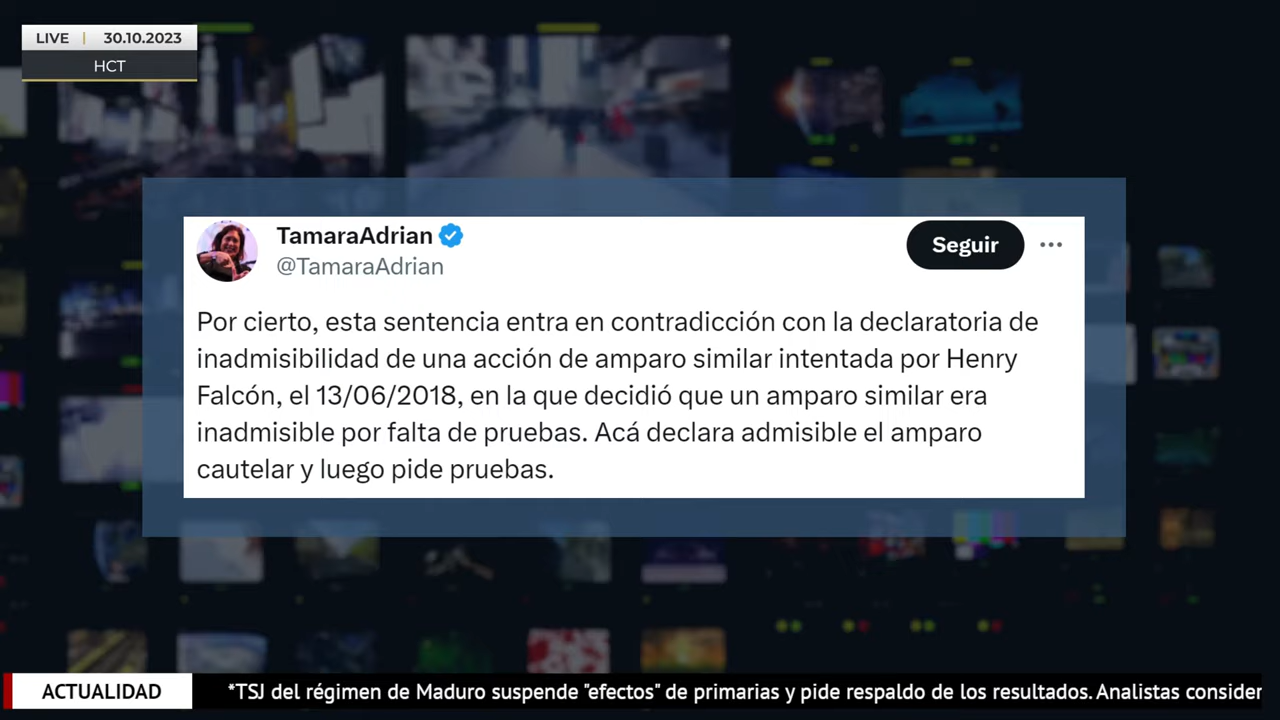 LIVE | 30.10.2023
HCT
TamaraAdrian
@TamaraAdrian
Seguir
Por cierto, esta sentencia entra en contradicción con la declaratoria de
inadmisibilidad de una acción de amparo similar intentada por Henry
Falcón, el 13/06/2018, en la que decidió que un amparo similar era
inadmisible por falta de pruebas. Acá declara admisible el amparo
cautelar y luego pide pruebas.
ACTUALIDAD
*TSJ del régimen de Maduro suspende "efectos" de primarias y pide respaldo de los resultados. Analistas consider